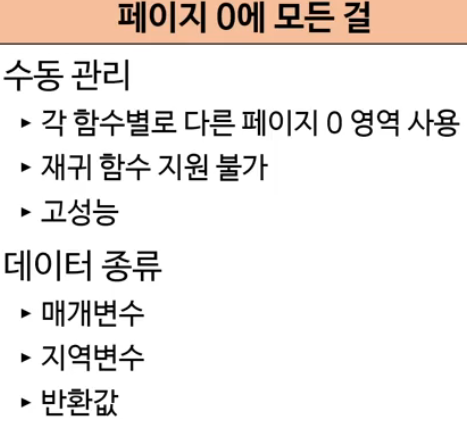 페이지 0에 모든 걸
수동 관리
▸ 각 함수별로 다른 페이지 0 영역 사용
▸ 재귀 함수 지원 불가
▸ 고성능
데이터 종류
▸ 매개변수
▸ 지역변수
▸ 반환값